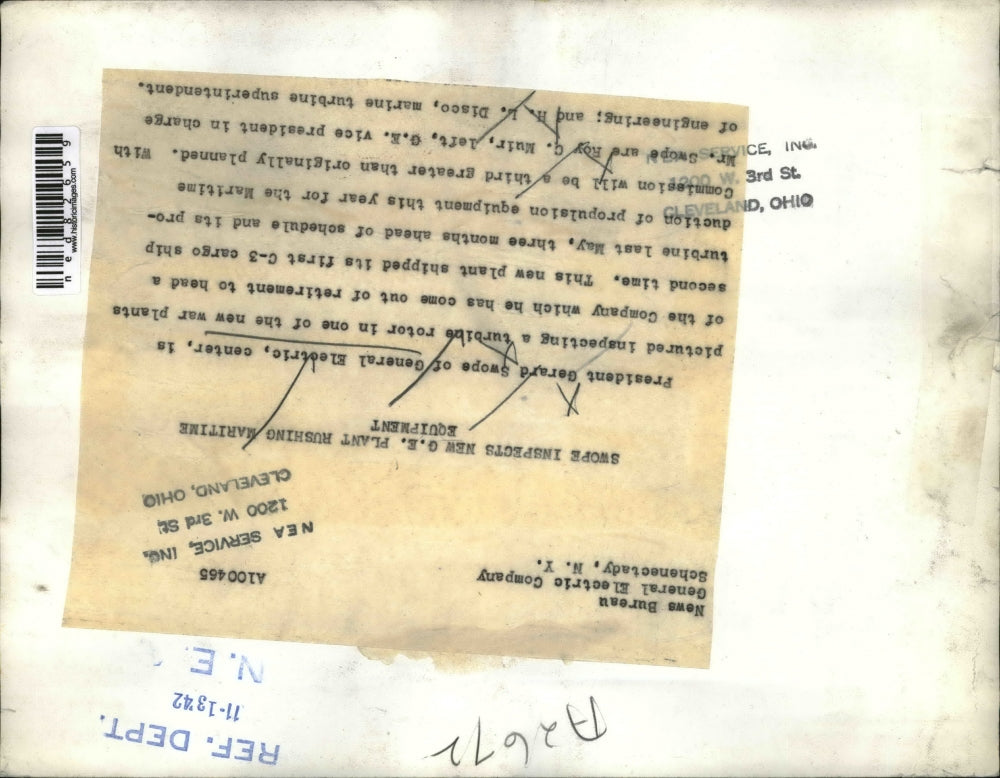 News Bureau
General Electric Company
Schenectady, N. Y.
A100465
NEA SERVICE, INC.
1200 W. 3rd St.
CLEVELAND, OHIO
SWOPE INSPECTS NEW G.E. PLANT RUSHING MARITIME
EQUIPMENT
President Gerard Swope of General Electric, center, is
pictured inspecting a turbine rotor in one of the new war plants
of the Company which he has come out of retirement to head a
second time. This new plant shipped its first C-3 cargo ship
turbine last May, three months ahead of schedule and its pro-
duction of propulsion equipment this year for the Maritime
Commission will be a third greater than originally planned. With
Mr. Swope are Roy C. Muir, left, G.E. vice president in charge
of engineering; and H. L. Disco, marine turbine superintendent.
SERVICE, INC.
1200 W. 3rd St.
CLEVELAND, OHIO
ned82659
www.historicimages.com
REF. DEPT.
11-13'42
N. E.
A2672